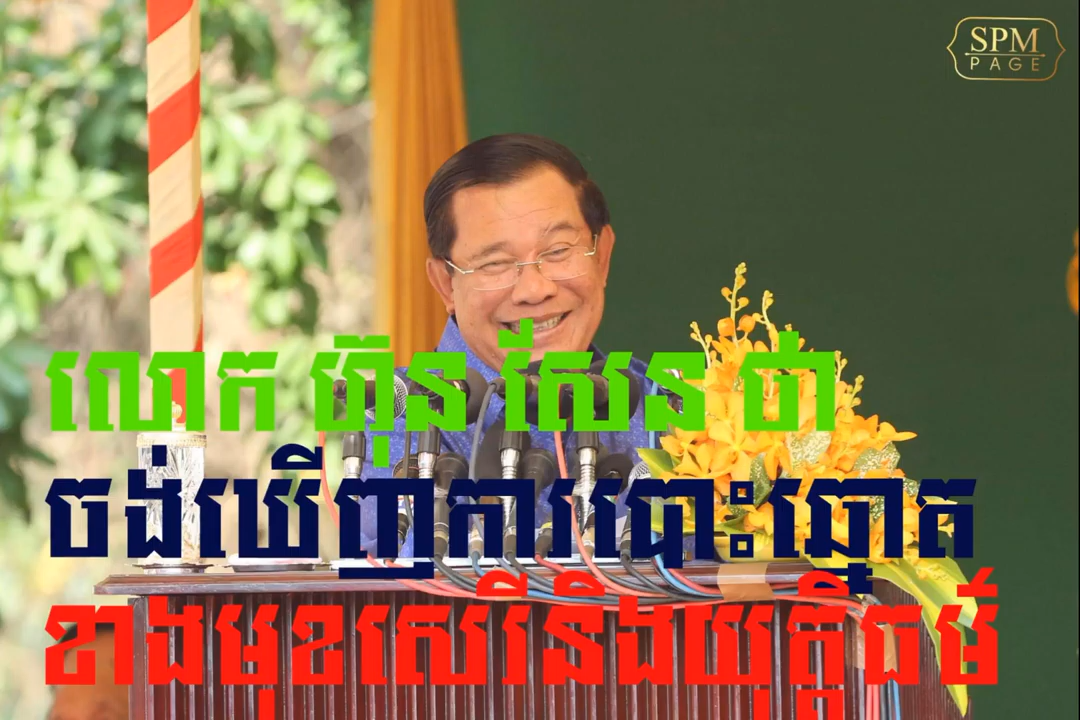 SPM
PAGE
លោក ហ៊ុន សែន ថា
ចង់ឃើញការបោះឆ្នោត
ខាងមុខសេរីនិងយុត្តិធម៌